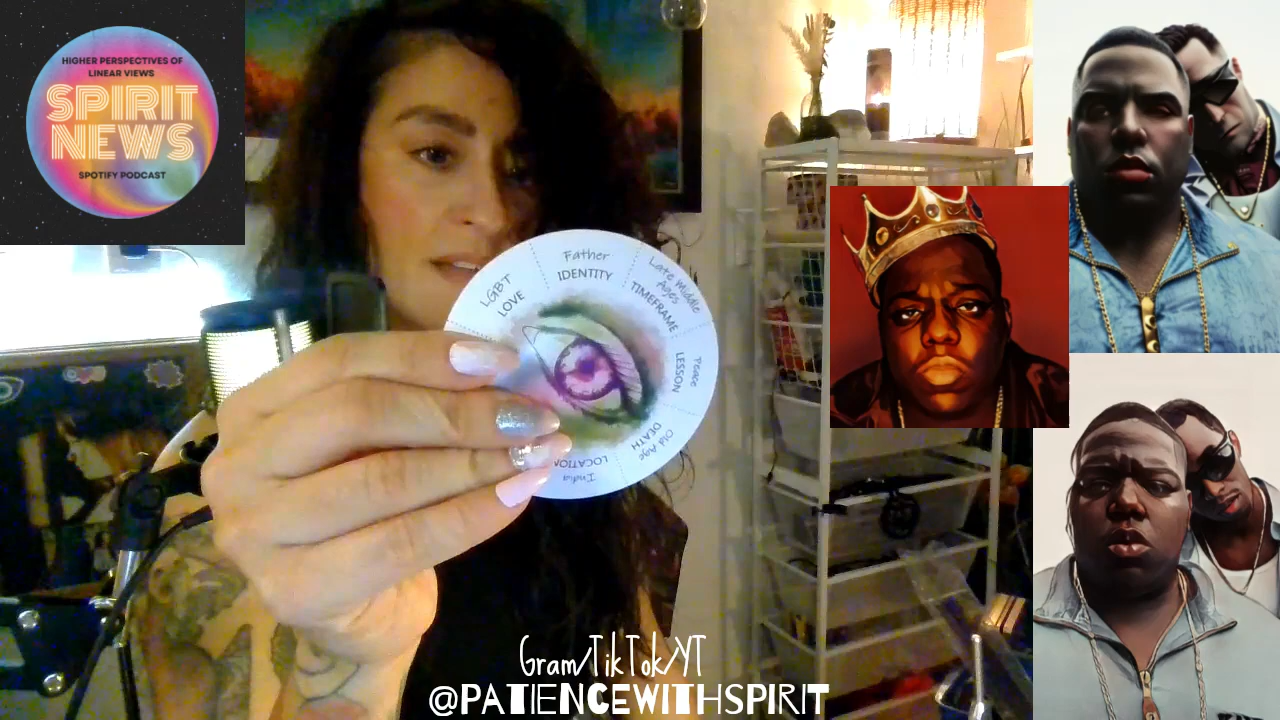 HIGHER PERSPECTIVES OF
LINEAR VIEWS
SPIRIT
NEWS
SPOTIFY PODCAST
LGBT
LOVE
Father
IDENTITY
Late Middle
Ages
TIMEFRAME
Peace
LESSON
Old Age
DEATH
India
LOCATION
Gram/TikTok/YT
@PATIENCEWITHSPIRIT